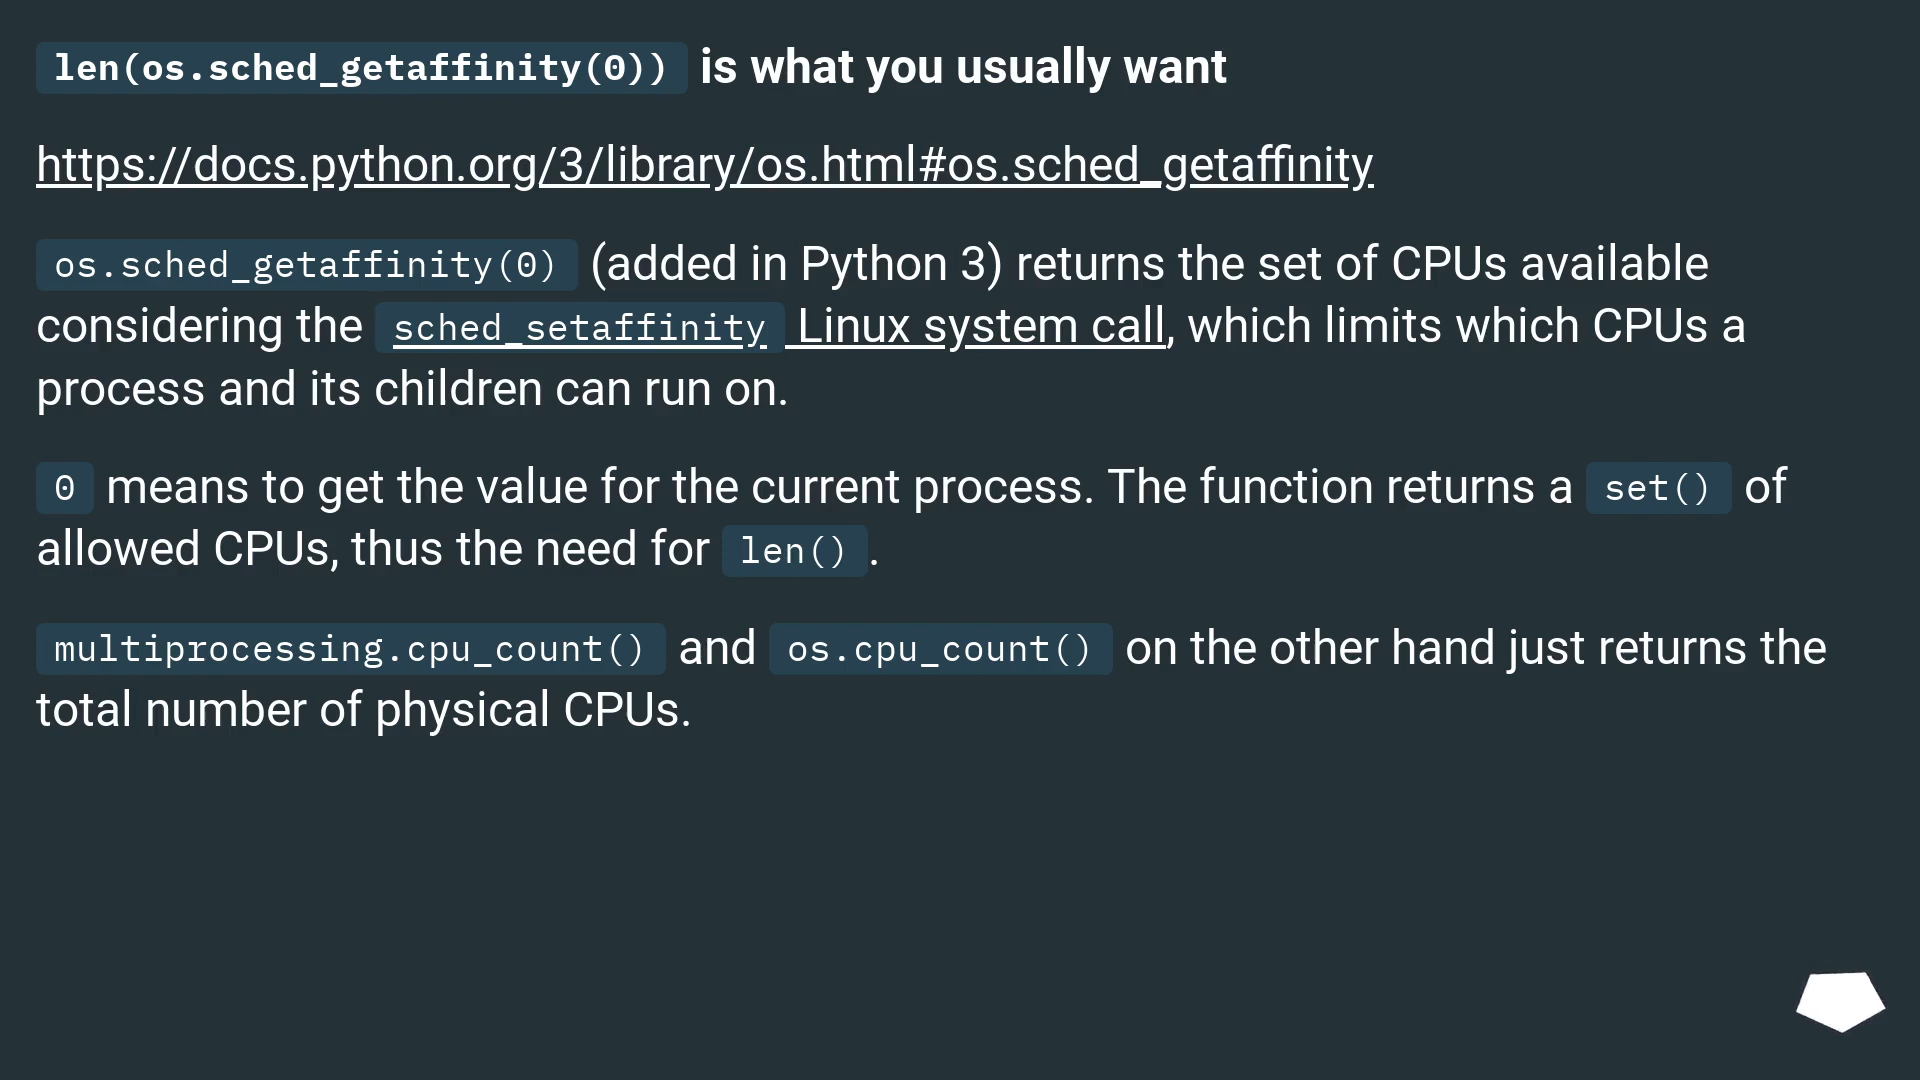 len(os.sched_getaffinity(0)) is what you usually want
https://docs.python.org/3/library/os.html#os.sched_getaffinity
os.sched_getaffinity(0) (added in Python 3) returns the set of CPUs available
considering the sched_setaffinity Linux system call, which limits which CPUs a
process and its children can run on.
0 means to get the value for the current process. The function returns a set() of
allowed CPUs, thus the need for len().
multiprocessing.cpu_count() and os.cpu_count() on the other hand just returns the
total number of physical CPUs.